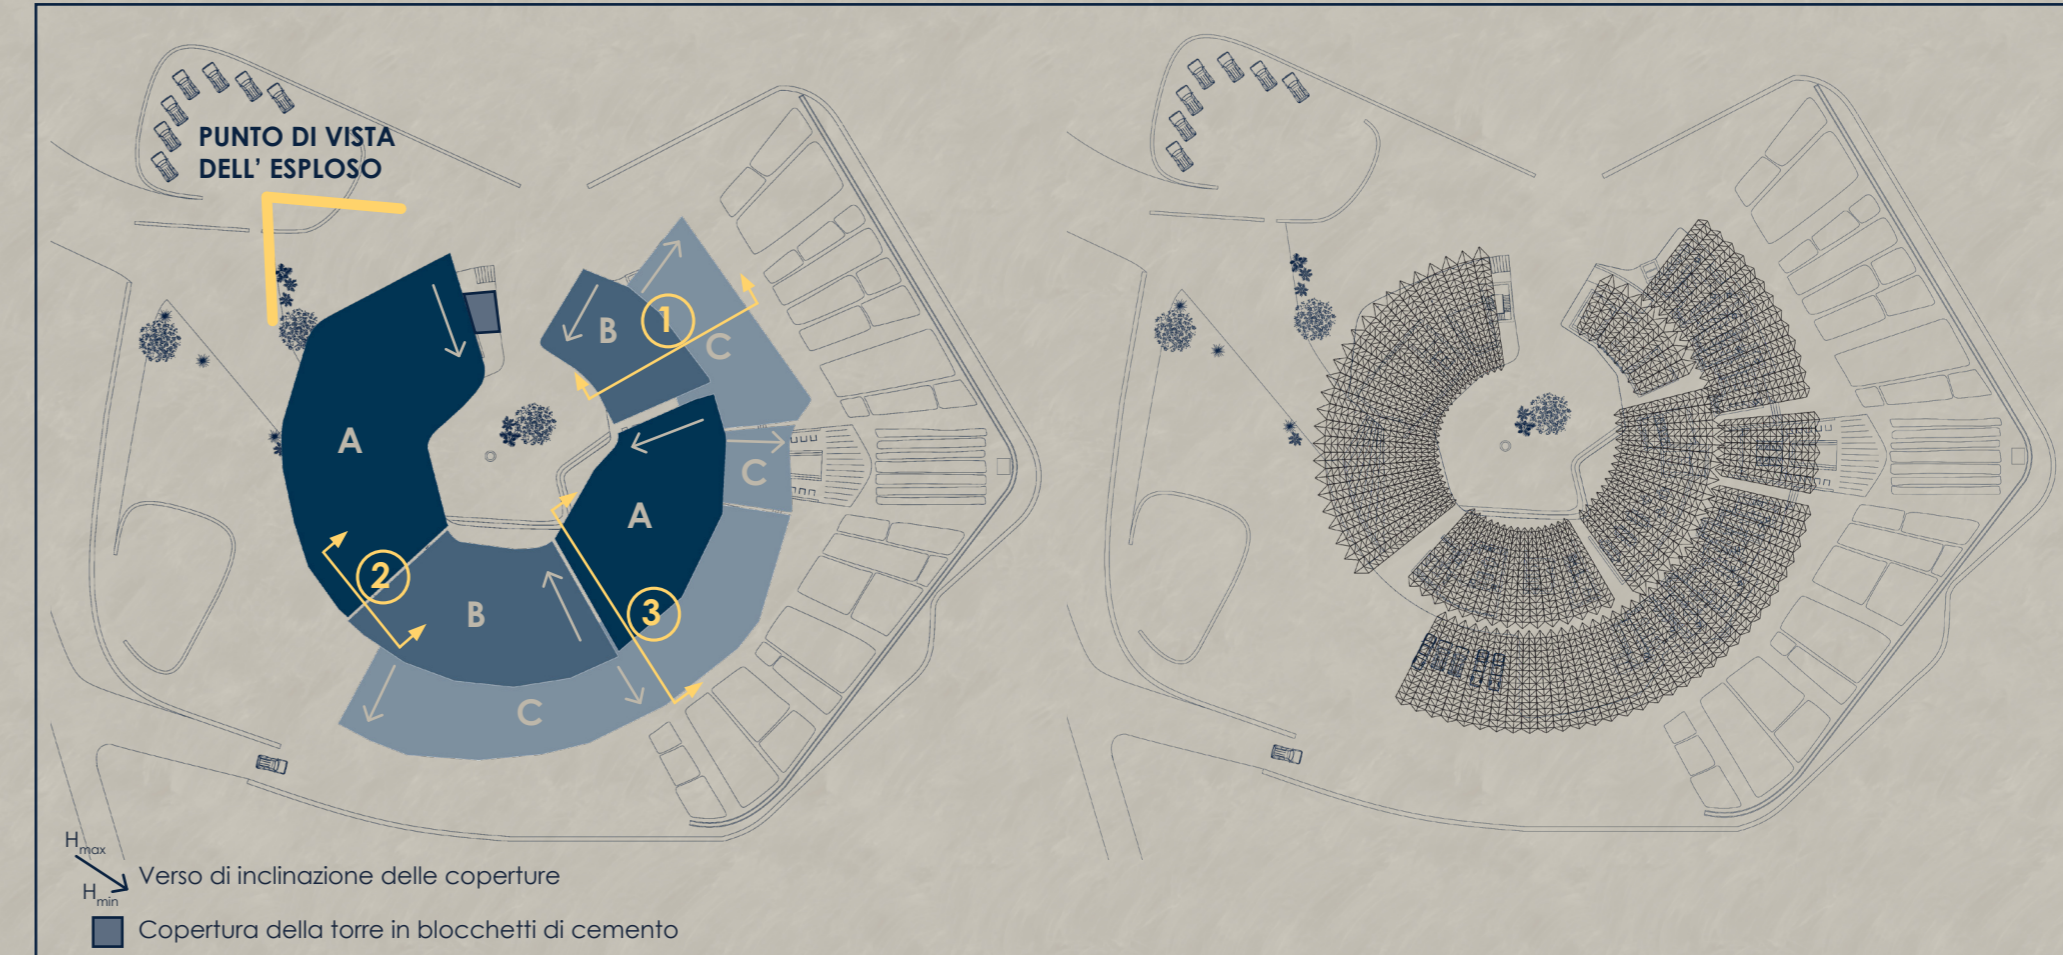 PUNTO DI VISTA
DELL' ESPLOSO
B
1
C
A
C
A
2
B
3
C
Hmax
Hmin
Verso di inclinazione delle coperture
Copertura della torre in blocchetti di cemento